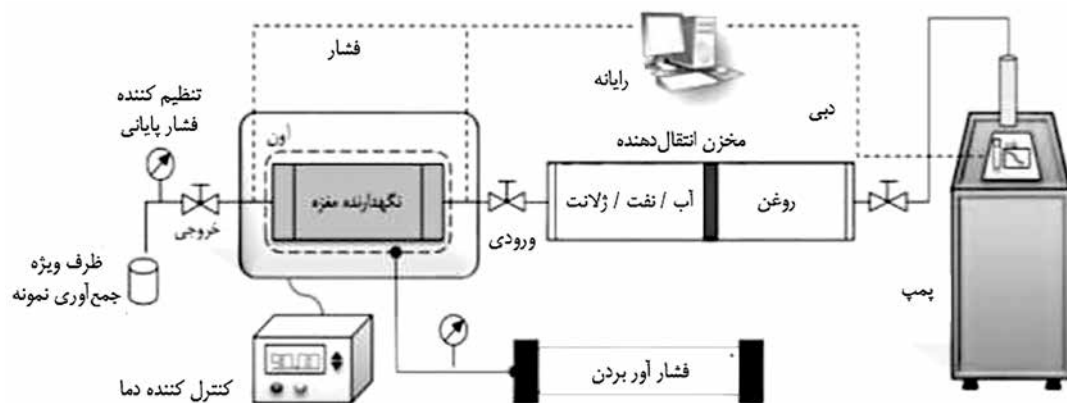 فشار
رایانه
دبی
تنظیم کننده
فشار پایانی
اون
مخزن انتقال‌دهنده
نگهدارنده مغزه
آب / نفت / ژلانت
روغن
خروجی
ورودی
ظرف ویژه
جمع‌آوری نمونه
پمپ
90.00
کنترل کننده دما
فشار آور بردن